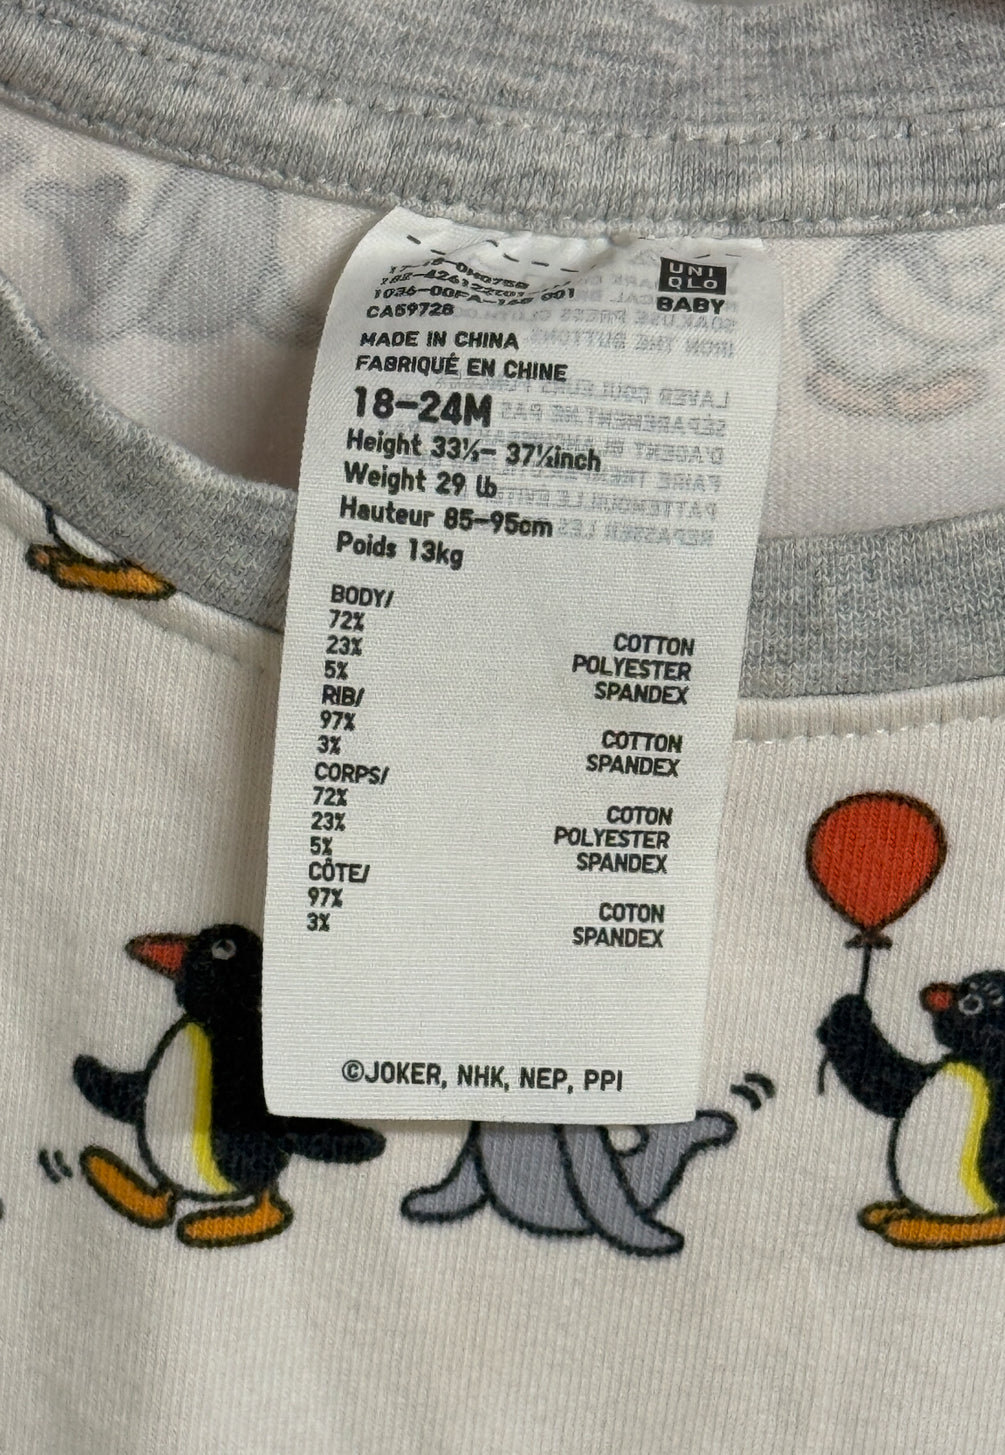 UNI
QLO
BABY
CA59728
MADE IN CHINA
FABRIQUÉ EN CHINE
18-24M
Height 33½- 37½inch
Weight 29 lb
Hauteur 85-95cm
Poids 13kg
BODY/
72% COTTON
23% POLYESTER
5% SPANDEX
RIB/
97% COTTON
3% SPANDEX
CORPS/
72% COTON
23% POLYESTER
5% SPANDEX
CÔTE/
97% COTON
3% SPANDEX
©JOKER, NHK, NEP, PPI